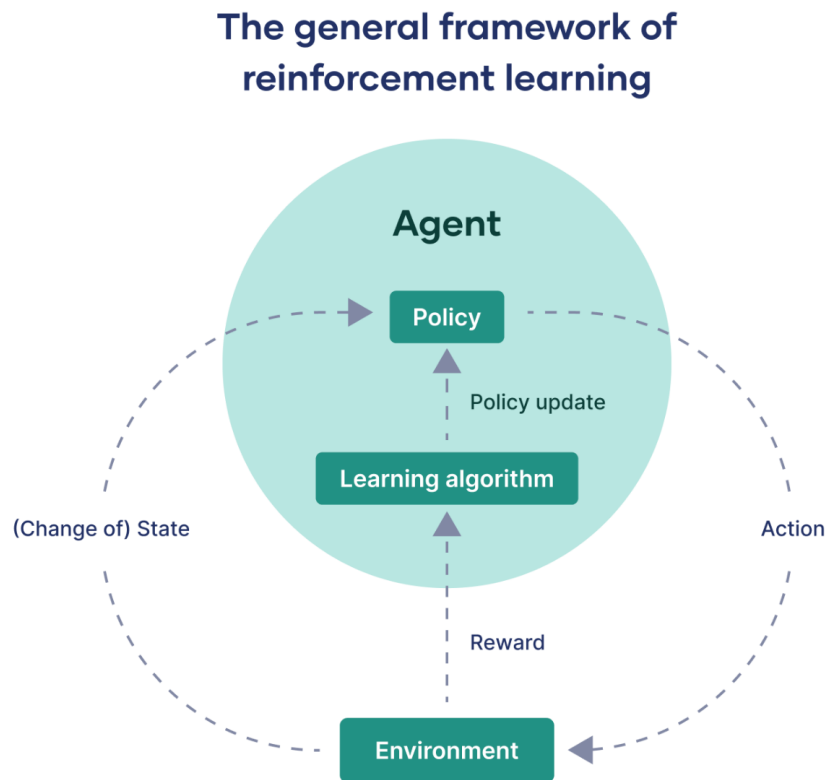 The general framework of
reinforcement learning
Agent
Policy
Policy update
Learning algorithm
(Change of) State
Action
Reward
Environment